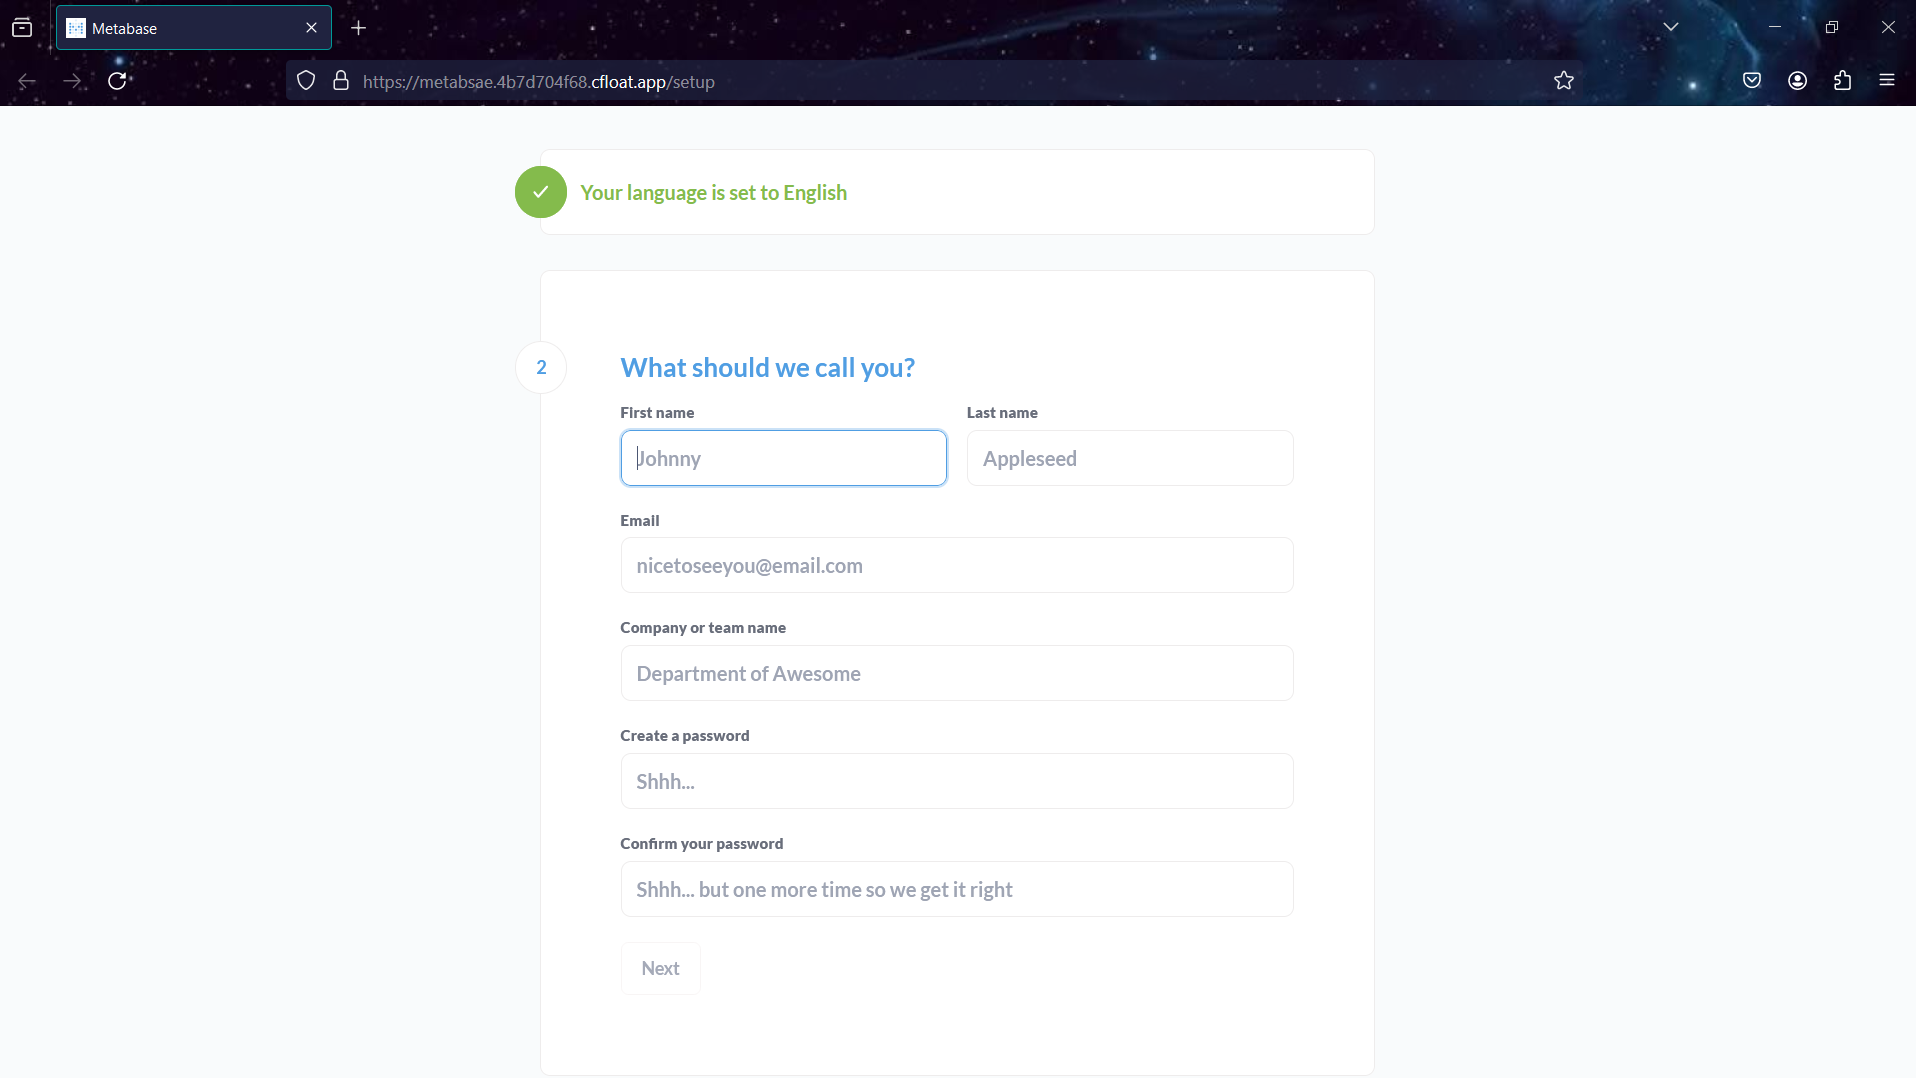 Metabase
https://metabsae.4b7d704f68.cfloat.app/setup
Your language is set to English
2
What should we call you?
First name
Last name
Johnny
Appleseed
Email
nicetoseeyou@email.com
Company or team name
Department of Awesome
Create a password
Shhh...
Confirm your password
Shhh... but one more time so we get it right
Next